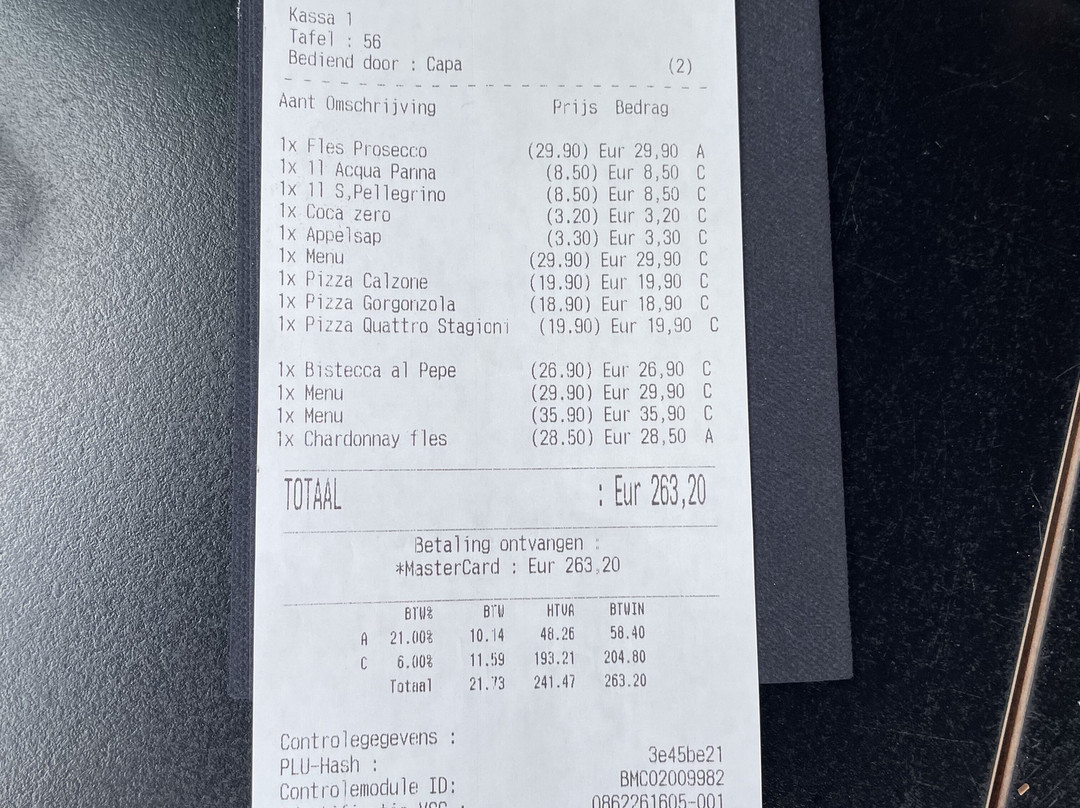 Kassa 1
Tafel : 56
Bediend door : Capa (2)
Aant Omschrijving Prijs Bedrag
1x Fles Prosecco (29.90) Eur 29,90 A
1x 1l Acqua Panna (8.50) Eur 8,50 C
1x 1l S,Pellegrino (8.50) Eur 8,50 C
1x Coca zero (3.20) Eur 3,20 C
1x Appelsap (3.30) Eur 3,30 C
1x Menu (29.90) Eur 29,90 C
1x Pizza Calzone (19.90) Eur 19,90 C
1x Pizza Gorgonzola (18.90) Eur 18,90 C
1x Pizza Quattro Stagioni (19.90) Eur 19,90 C
1x Bistecca al Pepe (26.90) Eur 26,90 C
1x Menu (29.90) Eur 29,90 C
1x Menu (35.90) Eur 35,90 C
1x Chardonnay fles (28.50) Eur 28,50 A
TOTAAL : Eur 263,20
Betaling ontvangen :
*MasterCard : Eur 263,20
BTW% BTW HTVA BTWIN
A 21.00% 10.14 48.26 58.40
C 6.00% 11.59 193.21 204.80
Totaal 21.73 241.47 263.20
Controlegegevens :
PLU-Hash : 3e45be21
Controlemodule ID: BMC02009982
0862261605-001